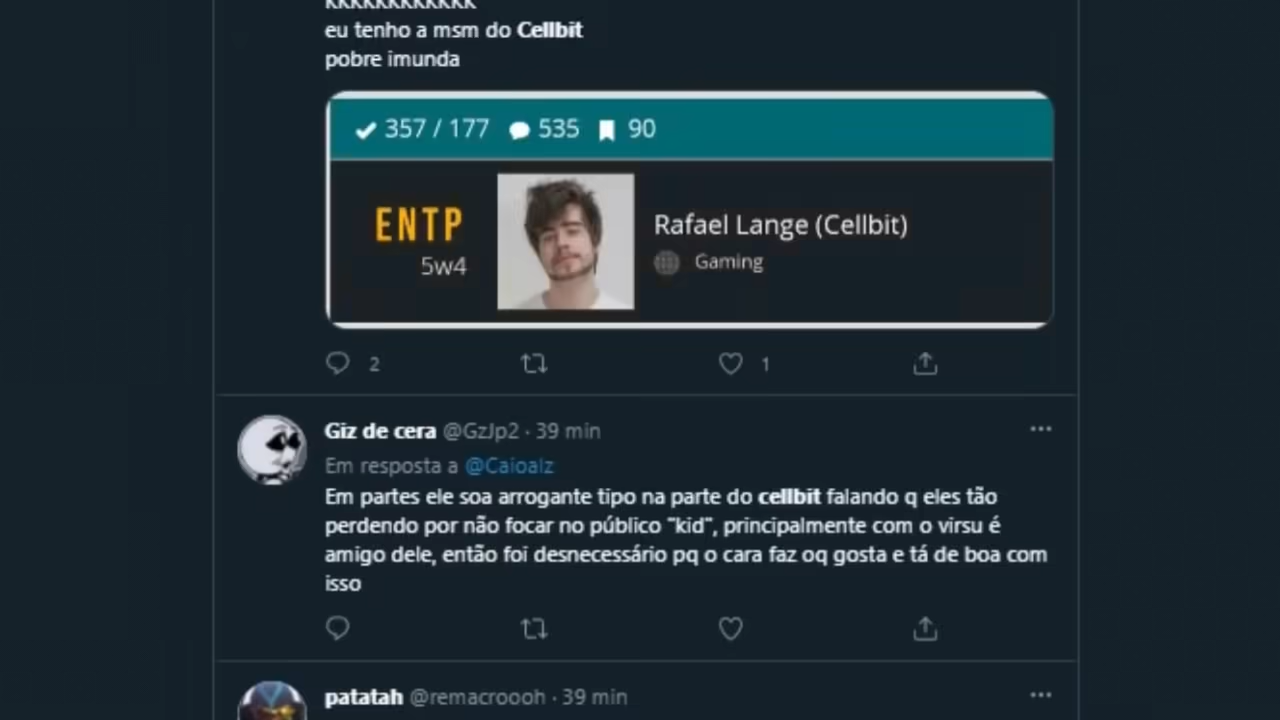 kkkkkkkkkkkk
eu tenho a msm do Cellbit
pobre imunda
357 / 177 535 90
ENTP
5w4
Rafael Lange (Cellbit)
Gaming
2 1
Giz de cera @GzJp2 · 39 min
Em resposta a @Caioalz
Em partes ele soa arrogante tipo na parte do cellbit falando q eles tão
perdendo por não focar no público "kid", principalmente com o virsu é
amigo dele, então foi desnecessário pq o cara faz oq gosta e tá de boa com
isso
patatah @remacroooh · 39 min